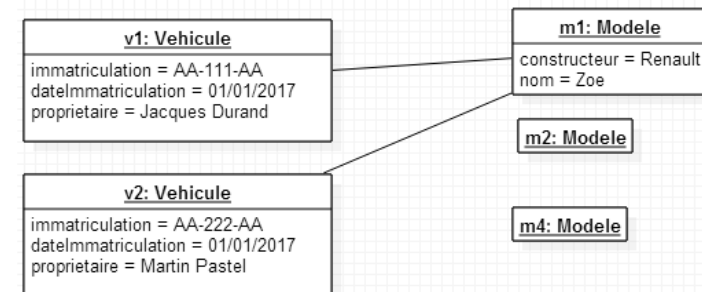 v1: Vehicule
immatriculation = AA-111-AA
dateImmatriculation = 01/01/2017
proprietaire = Jacques Durand
m1: Modele
constructeur = Renault
nom = Zoe
m2: Modele
v2: Vehicule
immatriculation = AA-222-AA
dateImmatriculation = 01/01/2017
proprietaire = Martin Pastel
m4: Modele